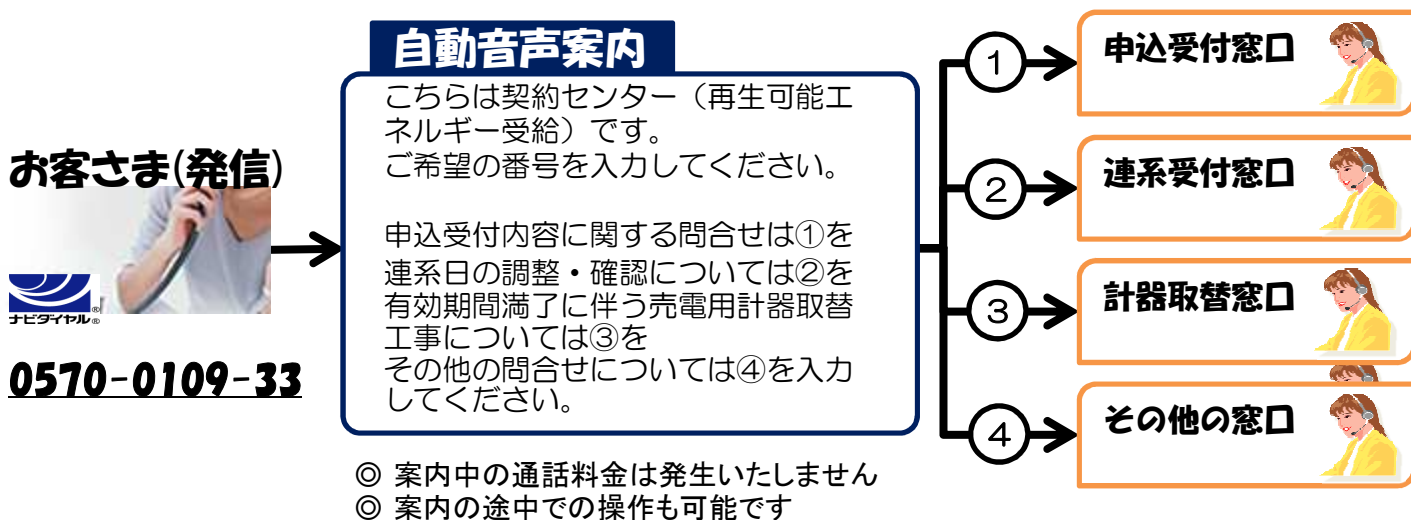 お客さま(発信)
ナビダイヤル®
0570-0109-33
自動音声案内
こちらは契約センター（再生可能エ
ネルギー受給）です。
ご希望の番号を入力してください。
申込受付内容に関する問合せは①を
連系日の調整・確認については②を
有効期間満了に伴う売電用計器取替
工事については③を
その他の問合せについては④を入力
してください。
◎ 案内中の通話料金は発生いたしません
◎ 案内の途中での操作も可能です
① 申込受付窓口
② 連系受付窓口
③ 計器取替窓口
④ その他の窓口